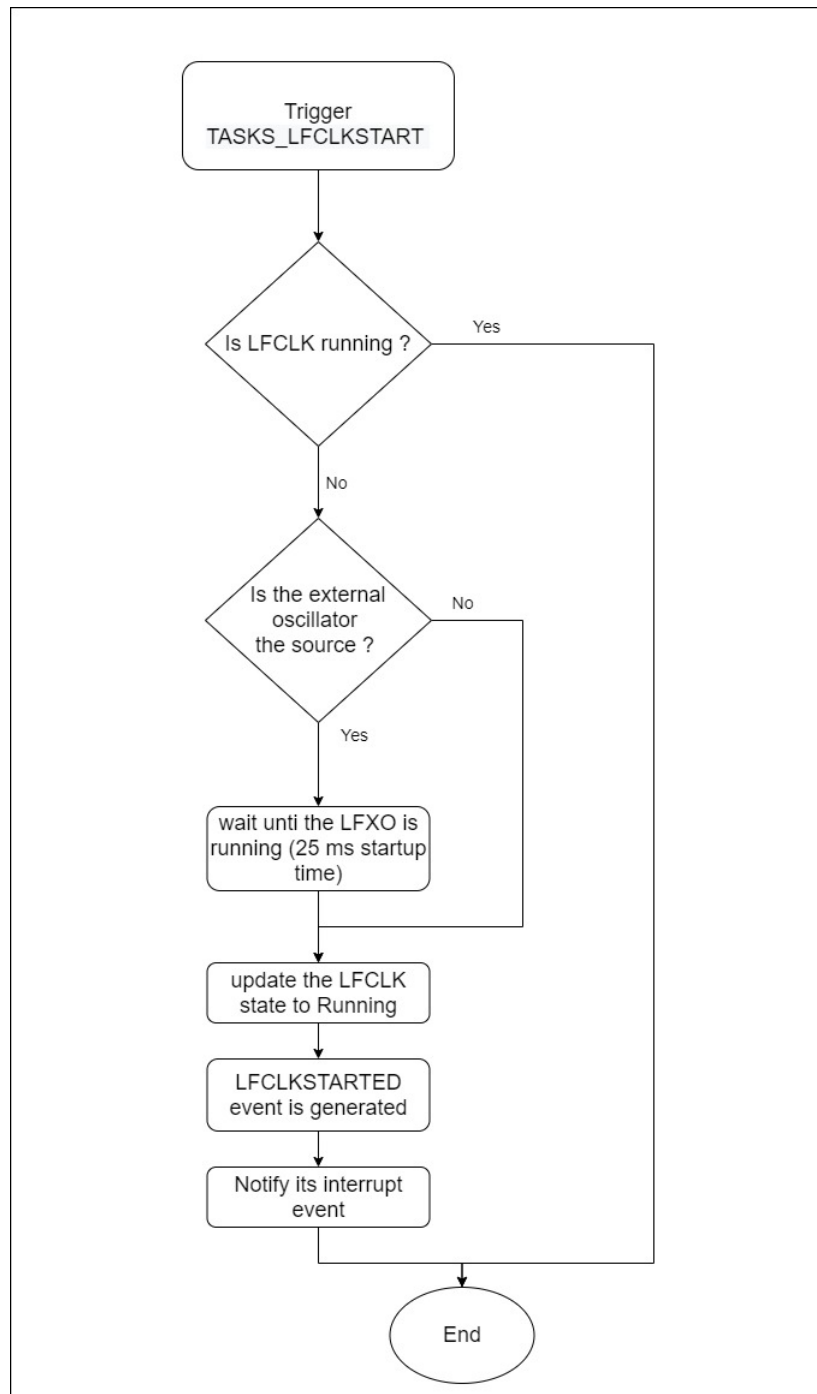 Trigger
TASKS_LFCLKSTART
Is LFCLK running ?
Yes
No
Is the external
oscillator
the source ?
No
Yes
wait unti the LFXO is
running (25 ms startup
time)
update the LFCLK
state to Running
LFCLKSTARTED
event is generated
Notify its interrupt
event
End